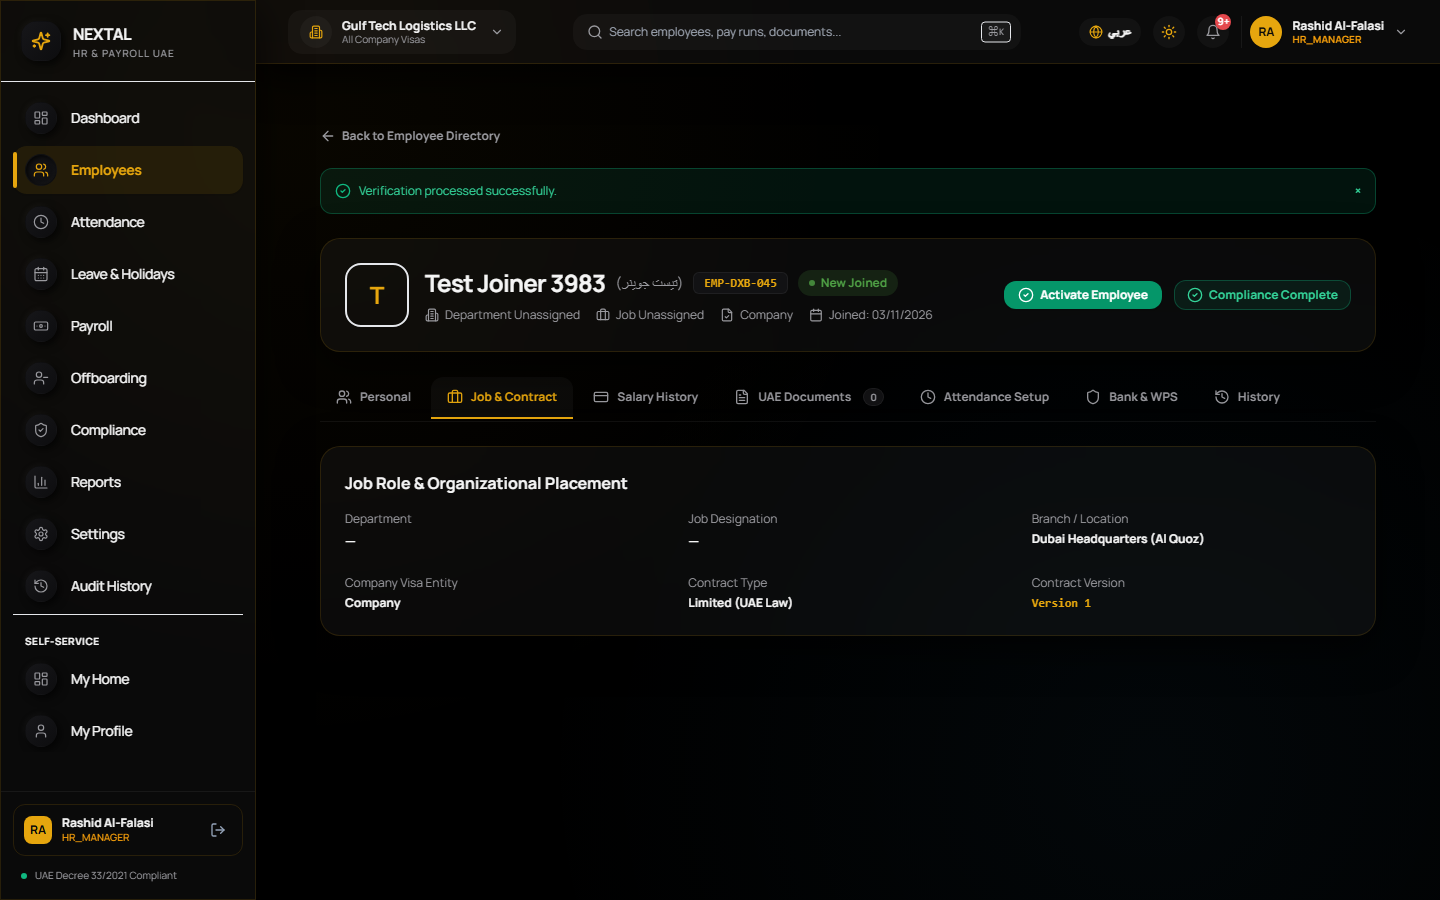 NEXTAL
HR & PAYROLL UAE
Gulf Tech Logistics LLC
All Company Visas
Search employees, pay runs, documents...
⌘K
عربي
9+
RA
Rashid Al-Falasi
HR_MANAGER
Dashboard
Employees
Attendance
Leave & Holidays
Payroll
Offboarding
Compliance
Reports
Settings
Audit History
SELF-SERVICE
My Home
My Profile
RA
Rashid Al-Falasi
HR_MANAGER
UAE Decree 33/2021 Compliant
Back to Employee Directory
Verification processed successfully.
×
T
Test Joiner 3983 (تيست جوينر) EMP-DXB-045 New Joined
Department Unassigned Job Unassigned Company Joined: 03/11/2026
Activate Employee Compliance Complete
Personal Job & Contract Salary History UAE Documents 0 Attendance Setup Bank & WPS History
Job Role & Organizational Placement
Department Job Designation Branch / Location
— — Dubai Headquarters (Al Quoz)
Company Visa Entity Contract Type Contract Version
Company Limited (UAE Law) Version 1